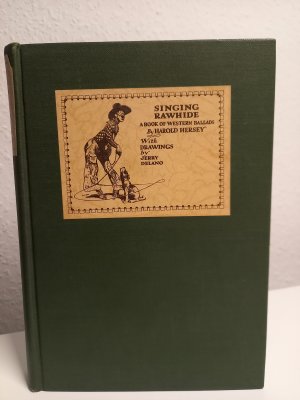 SINGING
RAWHIDE
A BOOK OF WESTERN BALLADS
By HAROLD HERSEY
With
DRAWINGS
by
JERRY
DELANO